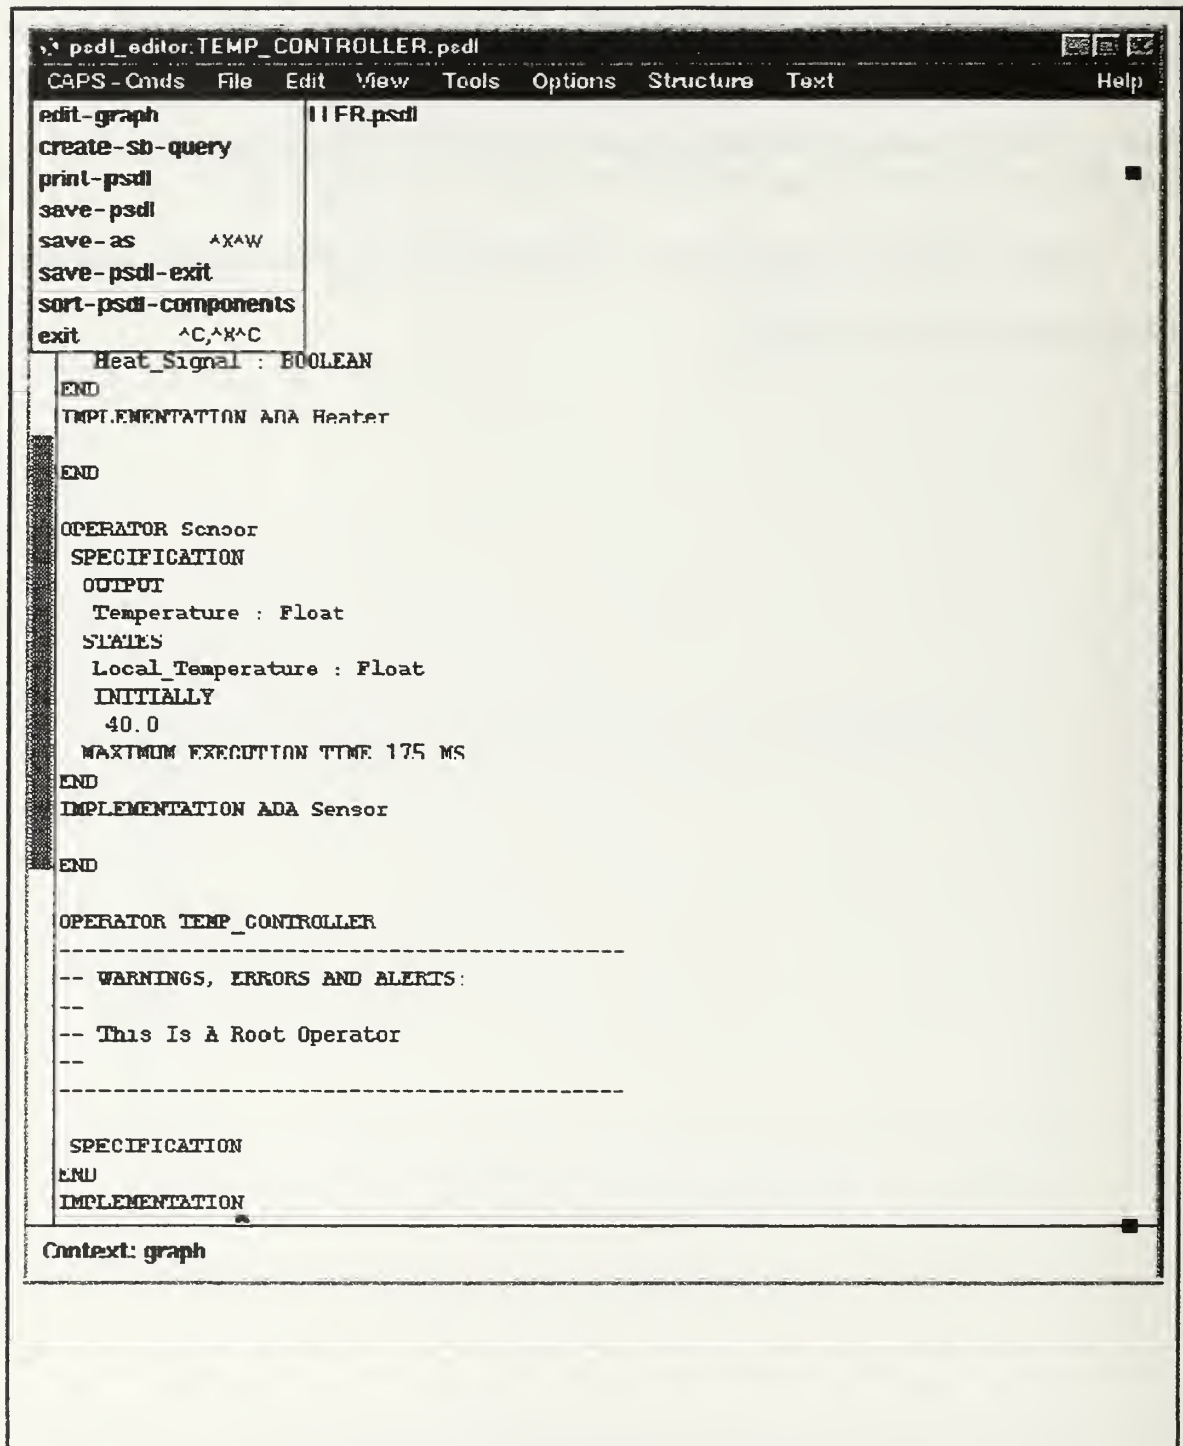 psdl_editor:TEMP_CONTROLLER.psdl
CAPS-Cmds File Edit View Tools Options Structure Text Help
edit-graph
LLER.psdl
create-sb-query
print-psdl
save-psdl
save-as ^X^W
save-psdl-exit
sort-psdl-components
exit ^C,^X^C
Heat_Signal : BOOLEAN
END
IMPLEMENTATION ADA Heater
END
OPERATOR Sensor
SPECIFICATION
OUTPUT
Temperature : Float
STATES
Local_Temperature : Float
INITIALLY
40.0
MAXIMUM EXECUTION TIME 175 MS
END
IMPLEMENTATION ADA Sensor
END
OPERATOR TEMP_CONTROLLER
--------------------------------------------------
-- WARNINGS, ERRORS AND ALERTS:
--
-- This Is A Root Operator
--
--------------------------------------------------
SPECIFICATION
END
IMPLEMENTATION
Context: graph